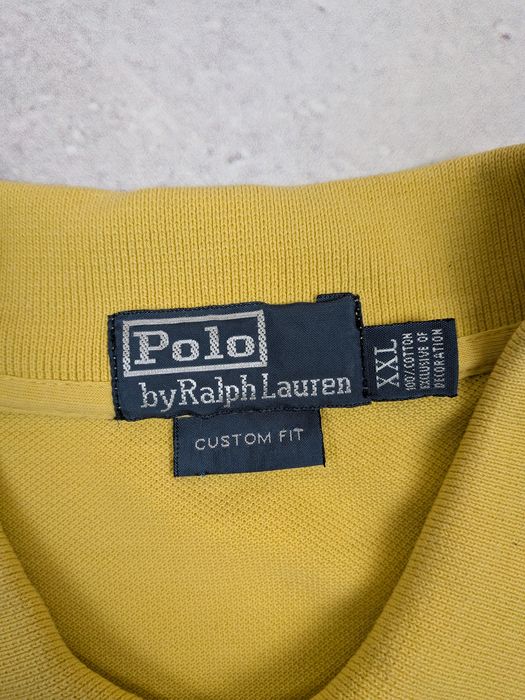 Polo
by Ralph Lauren
CUSTOM FIT
XXL
100% COTTON
EXCLUSIVE OF
DECORATION